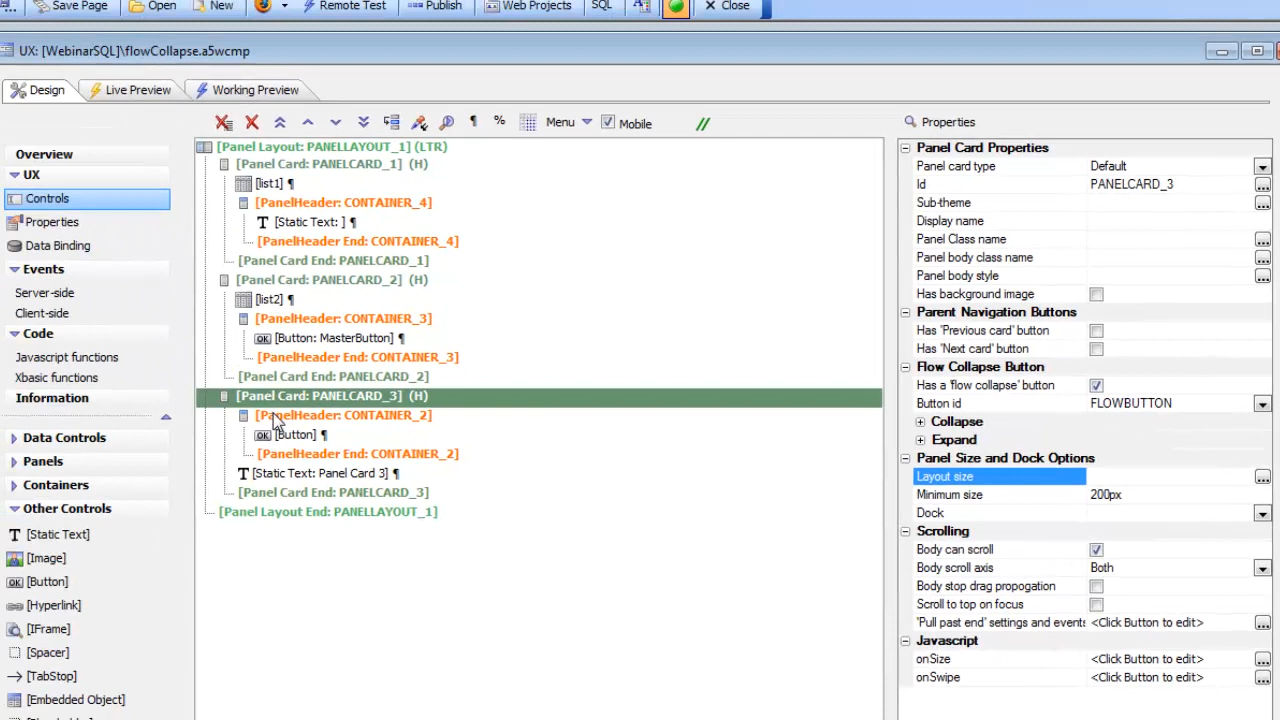 Save Page Open New Remote Test Publish Web Projects SQL Close
UX: [WebinarSQL]\flowCollapse.a5wcmp
Design Live Preview Working Preview
¶ % Menu Mobile //
Overview
UX
Controls
Properties
Data Binding
Events
Server-side
Client-side
Code
Javascript functions
Xbasic functions
Information
Data Controls
Panels
Containers
Other Controls
T [Static Text]
[Image]
OK [Button]
[Hyperlink]
[IFrame]
[Spacer]
[TabStop]
[Embedded Object]
[Panel Layout: PANELLAYOUT_1] (LTR)
[Panel Card: PANELCARD_1] (H)
[list1] ¶
[PanelHeader: CONTAINER_4]
T [Static Text: ] ¶
[PanelHeader End: CONTAINER_4]
[Panel Card End: PANELCARD_1]
[Panel Card: PANELCARD_2] (H)
[list2] ¶
[PanelHeader: CONTAINER_3]
OK [Button: MasterButton] ¶
[PanelHeader End: CONTAINER_3]
[Panel Card End: PANELCARD_2]
[Panel Card: PANELCARD_3] (H)
[PanelHeader: CONTAINER_2]
OK [Button] ¶
[PanelHeader End: CONTAINER_2]
T [Static Text: Panel Card 3] ¶
[Panel Card End: PANELCARD_3]
[Panel Layout End: PANELLAYOUT_1]
Properties
Panel Card Properties
Panel card type Default
Id PANELCARD_3 ...
Sub-theme ...
Display name
Panel Class name ...
Panel body class name ...
Panel body style ...
Has background image
Parent Navigation Buttons
Has 'Previous card' button
Has 'Next card' button
Flow Collapse Button
Has a 'flow collapse' button
Button id FLOWBUTTON
Collapse
Expand
Panel Size and Dock Options
Layout size ...
Minimum size 200px
Dock
Scrolling
Body can scroll
Body scroll axis Both
Body stop drag propogation
Scroll to top on focus
'Pull past end' settings and events <Click Button to edit> ...
Javascript
onSize <Click Button to edit> ...
onSwipe <Click Button to edit> ...